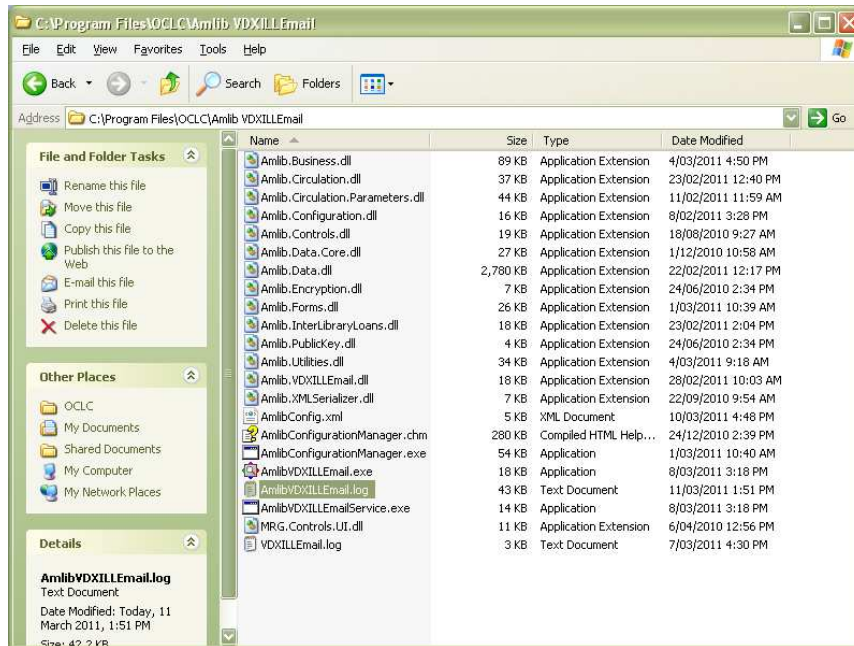 C:\Program Files\OCLC\Amlib VDXILLEmail
File Edit View Favorites Tools Help
Back Search Folders
Address C:\Program Files\OCLC\Amlib VDXILLEmail Go
File and Folder Tasks
Rename this file
Move this file
Copy this file
Publish this file to the
Web
E-mail this file
Print this file
Delete this file
Other Places
OCLC
My Documents
Shared Documents
My Computer
My Network Places
Details
AmlibVDXILLEmail.log
Text Document
Date Modified: Today, 11
March 2011, 1:51 PM
Size: 42.2 KB
Name Size Type Date Modified
Amlib.Business.dll 89 KB Application Extension 4/03/2011 4:50 PM
Amlib.Circulation.dll 37 KB Application Extension 23/02/2011 12:40 PM
Amlib.Circulation.Parameters.dll 44 KB Application Extension 11/02/2011 11:59 AM
Amlib.Configuration.dll 16 KB Application Extension 8/02/2011 3:28 PM
Amlib.Controls.dll 19 KB Application Extension 18/08/2010 9:27 AM
Amlib.Data.Core.dll 27 KB Application Extension 1/12/2010 10:58 AM
Amlib.Data.dll 2,780 KB Application Extension 22/02/2011 12:17 PM
Amlib.Encryption.dll 7 KB Application Extension 24/06/2010 2:34 PM
Amlib.Forms.dll 26 KB Application Extension 1/03/2011 10:39 AM
Amlib.InterLibraryLoans.dll 18 KB Application Extension 23/02/2011 2:04 PM
Amlib.PublicKey.dll 4 KB Application Extension 24/06/2010 2:34 PM
Amlib.Utilities.dll 34 KB Application Extension 4/03/2011 9:18 AM
Amlib.VDXILLEmail.dll 18 KB Application Extension 28/02/2011 10:03 AM
Amlib.XMLSerializer.dll 7 KB Application Extension 22/09/2010 9:54 AM
AmlibConfig.xml 5 KB XML Document 10/03/2011 4:48 PM
AmlibConfigurationManager.chm 280 KB Compiled HTML Help... 24/12/2010 2:39 PM
AmlibConfigurationManager.exe 54 KB Application 1/03/2011 10:40 AM
AmlibVDXILLEmail.exe 18 KB Application 8/03/2011 3:18 PM
AmlibVDXILLEmail.log 43 KB Text Document 11/03/2011 1:51 PM
AmlibVDXILLEmailService.exe 14 KB Application 8/03/2011 3:18 PM
MRG.Controls.UI.dll 11 KB Application Extension 6/04/2010 12:56 PM
VDXILLEmail.log 3 KB Text Document 7/03/2011 4:30 PM